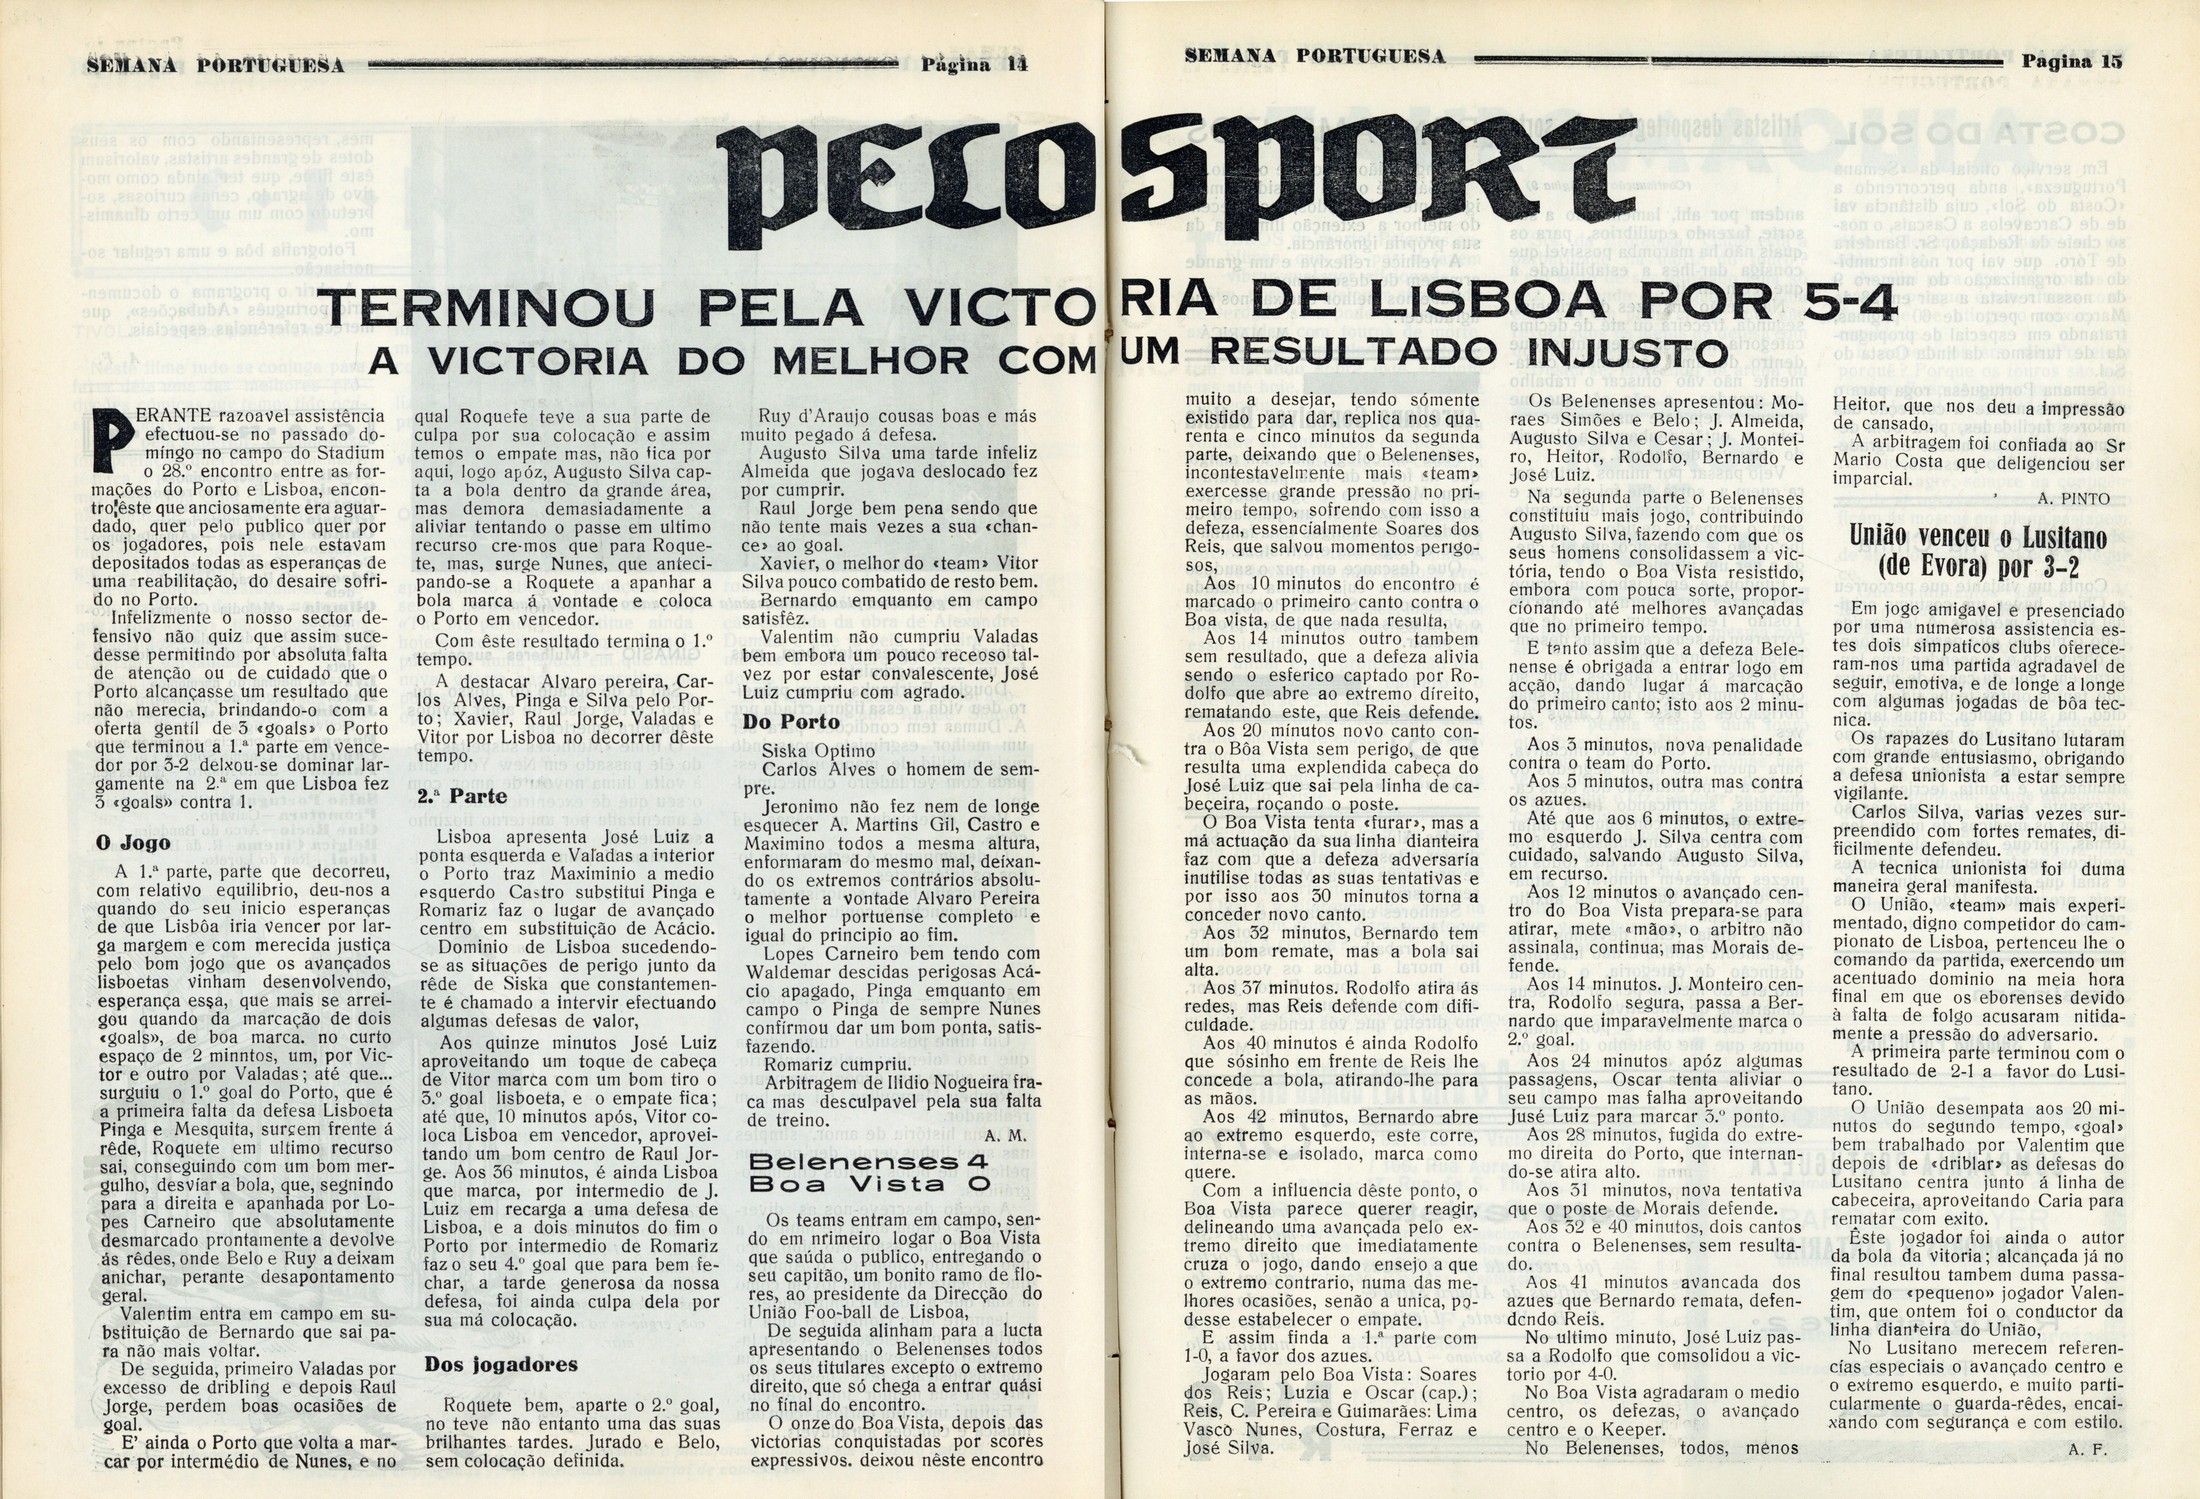 SEMANA PORTUGUESA Página 14
SEMANA PORTUGUESA Pagina 15
PELO SPORT
TERMINOU PELA VICTORIA DE LISBOA POR 5-4
A VICTORIA DO MELHOR COM UM RESULTADO INJUSTO
PERANTE razoavel assistência
efectuou-se no passado do-
míngo no campo do Stadium
o 28.º encontro entre as for-
mações do Porto e Lisboa, encon-
tro êste que anciosamente era aguar-
dado, quer pelo publico quer por
os jogadores, pois nele estavam
depositados todas as esperanças de
uma reabilitação, do desaire sofri-
do no Porto.
Infelizmente o nosso sector de-
fensivo não quiz que assim suce-
desse permitindo por absoluta falta
de atenção ou de cuidado que o
Porto alcançasse um resultado que
não merecia, brindando-o com a
oferta gentil de 3 «goals» o Porto
que terminou a 1.ª parte em vence-
dor por 3-2 deixou-se dominar lar-
gamente na 2.ª em que Lisboa fez
3 «goals» contra 1.
O Jogo
A 1.ª parte, parte que decorreu,
com relativo equilibrio, deu-nos a
quando do seu inicio esperanças
de que Lisbôa iria vencer por lar-
ga margem e com merecida justiça
pelo bom jogo que os avançados
lisboetas vinham desenvolvendo,
esperança essa, que mais se arrei-
gou quando da marcação de dois
«goals», de boa marca. no curto
espaço de 2 minntos, um, por Vic-
tor e outro por Valadas; até que...
surguiu o 1.º goal do Porto, que é
a primeira falta da defesa Lisboeta
Pinga e Mesquita, surgem frente á
rêde, Roquete em ultimo recurso
sai, conseguindo com um bom mer-
gulho, desvíar a bola, que, segnindo
para a direita e apanhada por Lo-
pes Carneiro que absolutamente
desmarcado prontamente a devolve
ás rêdes, onde Belo e Ruy a deixam
anichar, perante desapontamento
geral.
Valentim entra em campo em su-
bstituição de Bernardo que sai pa-
ra não mais voltar.
De seguida, primeiro Valadas por
excesso de dribling e depois Raul
Jorge, perdem boas ocasiões de
goal.
E' ainda o Porto que volta a mar-
car por intermédio de Nunes, e no
qual Roquefe teve a sua parte de
culpa por sua colocação e assim
temos o empate mas, não fica por
aqui, logo apóz, Augusto Silva cap-
ta a bola dentro da grande área,
mas demora demasiadamente a
aliviar tentando o passe em ultimo
recurso cre-mos que para Roque-
te, mas, surge Nunes, que anteci-
pando-se a Roquete a apanhar a
bola marca á vontade e coloca
o Porto em vencedor.
Com êste resultado termina o 1.º
tempo.
A destacar Alvaro pereira, Car-
los Alves, Pinga e Silva pelo Por-
to; Xavier, Raul Jorge, Valadas e
Vitor por Lisboa no decorrer dêste
tempo.
2.ª Parte
Lisboa apresenta José Luiz a
ponta esquerda e Valadas a interior
o Porto traz Maximinio a medio
esquerdo Castro substitui Pinga e
Romariz faz o lugar de avançado
centro em substituição de Acácio.
Dominio de Lisboa sucedendo-
se as situações de perigo junto da
rêde de Siska que constantemen-
te é chamado a intervir efectuando
algumas defesas de valor,
Aos quinze minutos José Luiz
aproveitando um toque de cabeça
de Vitor marca com um bom tiro o
3.º goal lisboeta, e o empate fica;
até que, 10 minutos após, Vitor co-
loca Lisboa em vencedor, aprovei-
tando um bom centro de Raul Jor-
ge. Aos 36 minutos, é ainda Lisboa
que marca, por intermedio de J.
Luiz em recarga a uma defesa de
Lisboa, e a dois minutos do fim o
Porto por intermedio de Romariz
faz o seu 4.º goal que para bem fe-
char, a tarde generosa da nossa
defesa, foi ainda culpa dela por
sua má colocação.
Dos jogadores
Roquete bem, aparte o 2.º goal,
no teve não entanto uma das suas
brilhantes tardes. Jurado e Belo,
sem colocação definida.
Ruy d'Araujo cousas boas e más
muito pegado á defesa.
Augusto Silva uma tarde infeliz
Almeida que jogava deslocado fez
por cumprir.
Raul Jorge bem pena sendo que
não tente mais vezes a sua «chan-
ce» ao goal.
Xavier, o melhor do «team» Vitor
Silva pouco combatido de resto bem.
Bernardo emquanto em campo
satisfêz.
Valentim não cumpriu Valadas
bem embora um pouco receoso tal-
vez por estar convalescente, José
Luiz cumpriu com agrado.
Do Porto
Siska Optimo
Carlos Alves o homem de sem-
pre.
Jeronimo não fez nem de longe
esquecer A. Martins Gil, Castro e
Maximino todos a mesma altura,
enformaram do mesmo mal, deíxan-
do os extremos contrários absolu-
tamente a vontade Alvaro Pereira
o melhor portuense completo e
igual do principio ao fim.
Lopes Carneiro bem tendo com
Waldemar descidas perigosas Acá-
cio apagado, Pinga emquanto em
campo o Pinga de sempre Nunes
confírmou dar um bom ponta, satis-
fazendo.
Romariz cumpriu.
Arbitragem de Ilidio Nogueira fra-
ca mas desculpavel pela sua falta
de treino.
A. M.
Belenenses 4
Boa Vista 0
Os teams entram em campo, sen-
do em nrimeiro logar o Boa Vista
que saúda o publico, entregando o
seu capitão, um bonito ramo de flo-
res, ao presidente da Direcção do
União Foo-ball de Lisboa,
De seguida alinham para a lucta
apresentando o Belenenses todos
os seus titulares excepto o extremo
direito, que só chega a entrar quási
no fínal do encontro.
O onze do Boa Vista, depois das
victorias conquistadas por scores
expressivos. deixou nêste encontro
muito a desejar, tendo sómente
existido para dar, replica nos qua-
renta e cinco minutos da segunda
parte, deixando que o Belenenses,
incontestavelmente mais «team»
exercesse grande pressão no pri-
meiro tempo, sofrendo com isso a
defeza, essencíalmente Soares dos
Reis, que salvou momentos perigo-
sos,
Aos 10 minutos do encontro é
marcado o primeiro canto contra o
Boa vista, de que nada resulta,
Aos 14 minutos outro tambem
sem resultado, que a defeza alivia
sendo o esferico captado por Ro-
dolfo que abre ao extremo díreito,
rematando este, que Reis defende.
Aos 20 mínutos novo canto con-
tra o Bôa Vista sem perigo, de que
resulta uma explendida cabeça do
José Luiz que sai pela linha de ca-
beçeira, roçando o poste.
O Boa Vista tenta «furar», mas a
má actuação da sua linha dianteira
faz com que a defeza adversaría
inutilise todas as suas tentativas e
por isso aos 30 minutos torna a
conceder novo canto.
Aos 32 minutos, Bernardo tem
um bom remate, mas a bola sai
alta.
Aos 37 minutos. Rodolfo atira ás
redes, mas Reis defende com difi-
culdade.
Aos 40 minutos é ainda Rodolfo
que sósinho em frente de Reis lhe
concede a bola, atirando-lhe para
as mãos.
Aos 42 minutos, Bernardo abre
ao extremo esquerdo, este corre,
interna-se e isolado, marca como
quere.
Com a influencia dêste ponto, o
Boa Vista parece querer reagir,
delineando uma avançada pelo ex-
tremo direito que imediatamente
cruza o jogo, dando ensejo a que
o extremo contrario, numa das me-
lhores ocasiões, senão a unica, po-
desse estabelecer o empate.
E assim finda a 1.ª parte com
1-0, a favor dos azues.
Jogaram pelo Boa Vista: Soares
dos Reis; Luzia e Oscar (cap.);
Reis, C. Pereira e Guimarães: Lima
Vasco Nunes, Costura, Ferraz e
José Silva.
Os Belenenses apresentou: Mo-
raes Simões e Belo; J. Almeida,
Augusto Silva e Cesar; J. Montei-
ro, Heitor, Rodolfo, Bernardo e
José Luiz.
Na segunda parte o Belenenses
constituiu mais jogo, contribuindo
Augusto Silva, fazendo com que os
seus homens consolidassem a vic-
tória, tendo o Boa Vista resistido,
embora com pouca sorte, propor-
cíonando até melhores avançadas
que no primeiro tempo.
E tanto assim que a defeza Bele-
nense é obrigada a entrar logo em
acção, dando lugar á marcação
do primeiro canto; isto aos 2 minu-
tos.
Aos 3 minutos, nova penalidade
contra o team do Porto.
Aos 5 minutos, outra mas contra
os azues.
Até que aos 6 minutos, o extre-
mo esquerdo J. Silva centra com
cuidado, salvando Augusto Silva,
em recurso.
Aos 12 minutos o avançado cen-
tro do Boa Vista prepara-se para
atirar, mete «mão», o arbitro não
assinala, continua, mas Morais de-
fende.
Aos 14 minutos. J. Monteiro cen-
tra, Rodolfo segura, passa a Ber-
nardo que imparavelmente marca o
2.º goal.
Aos 24 minutos apóz algumas
passagens, Oscar tenta aliviar o
seu campo mas falha aproveitando
Jusé Luiz para marcar 3.º ponto.
Aos 28 minutos, fugida do extre-
mo direita do Porto, que internan-
do-se atira alto.
Aos 31 minutos, nova tentativa
que o poste de Morais defende.
Aos 32 e 40 minutos, dois cantos
contra o Belenenses, sem resulta-
do.
Aos 41 minutos avancada dos
azues que Bernardo remata, defen-
dendo Reis.
No ultimo minuto, José Luiz pas-
sa a Rodolfo que comsolidou a vic-
torio por 4-0.
No Boa Vista agradaram o medio
centro, os defezas, o avançado
centro e o Keeper.
No Belenenses, todos, menos
Heitor, que nos deu a impressão
de cansado,
A arbitragem foi confiada ao Sr
Mario Costa que deligenciou ser
imparcial.
A. PINTO
União venceu o Lusitano
(de Evora) por 3-2
Em jogo amigavel e presenciado
por uma numerosa assistencia es-
tes dois simpaticos clubs oferece-
ram-nos uma partida agradavel de
seguir, emotiva, e de longe a longe
com algumas jogadas de bôa tec-
nica.
Os rapazes do Lusitano lutaram
com grande entusiasmo, obrigando
a defesa unionista a estar sempre
vigilante.
Carlos Silva, varias vezes sur-
preendido com fortes remates, di-
ficilmente defendeu.
A tecnica unionista foi duma
maneira geral manifesta.
O União, «team» mais experi-
mentado, digno competidor do cam-
pionato de Lisboa, pertenceu lhe o
comando da partida, exercendo um
acentuado dominio na meia hora
final em que os eborenses devido
à falta de folgo acusaram nitida-
mente a pressão do adversario.
A primeira parte terminou com o
resultado de 2-1 a favor do Lusi-
tano.
O União desempata aos 20 mi-
nutos do segundo tempo, «goal»
bem trabalhado por Valentim que
depois de «driblar» as defesas do
Lusitano centra junto á linha de
cabeceira, aproveitando Caria para
rematar com exito.
Êste jogador foi ainda o autor
da bola da vitoria; alcançada já no
final resultou tambem duma passa-
gem do «pequeno» jogador Valen-
tim, que ontem foi o conductor da
linha dianteira do União,
No Lusitano merecem referen-
cías especiais o avançado centro e
o extremo esquerdo, e muito parti-
cularmente o guarda-rêdes, encai-
xando com segurança e com estilo.
A. F.